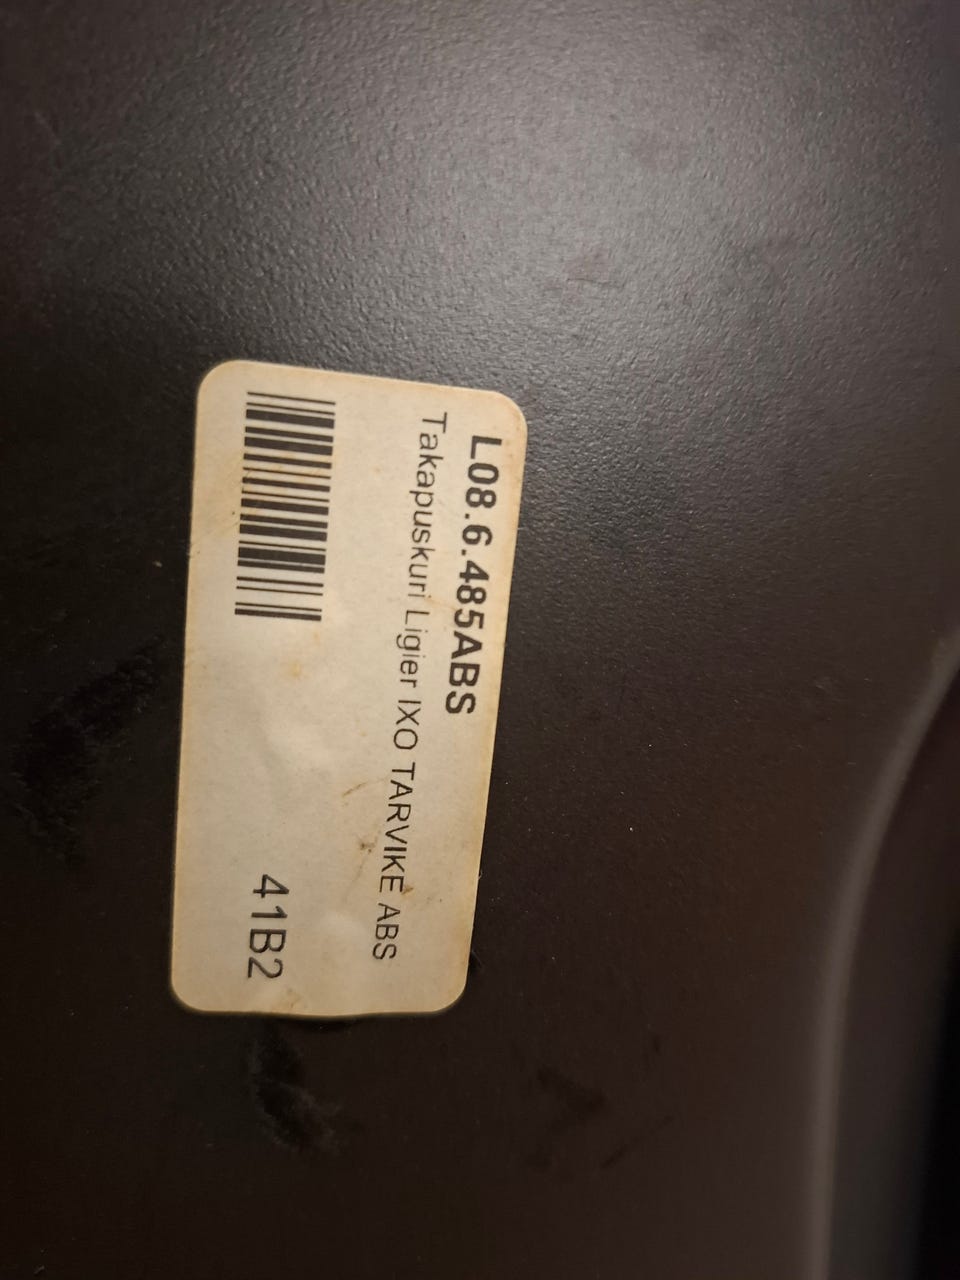 L08.6.485ABS
Takapuskuri Ligier IXO TARVIKE ABS
41B2